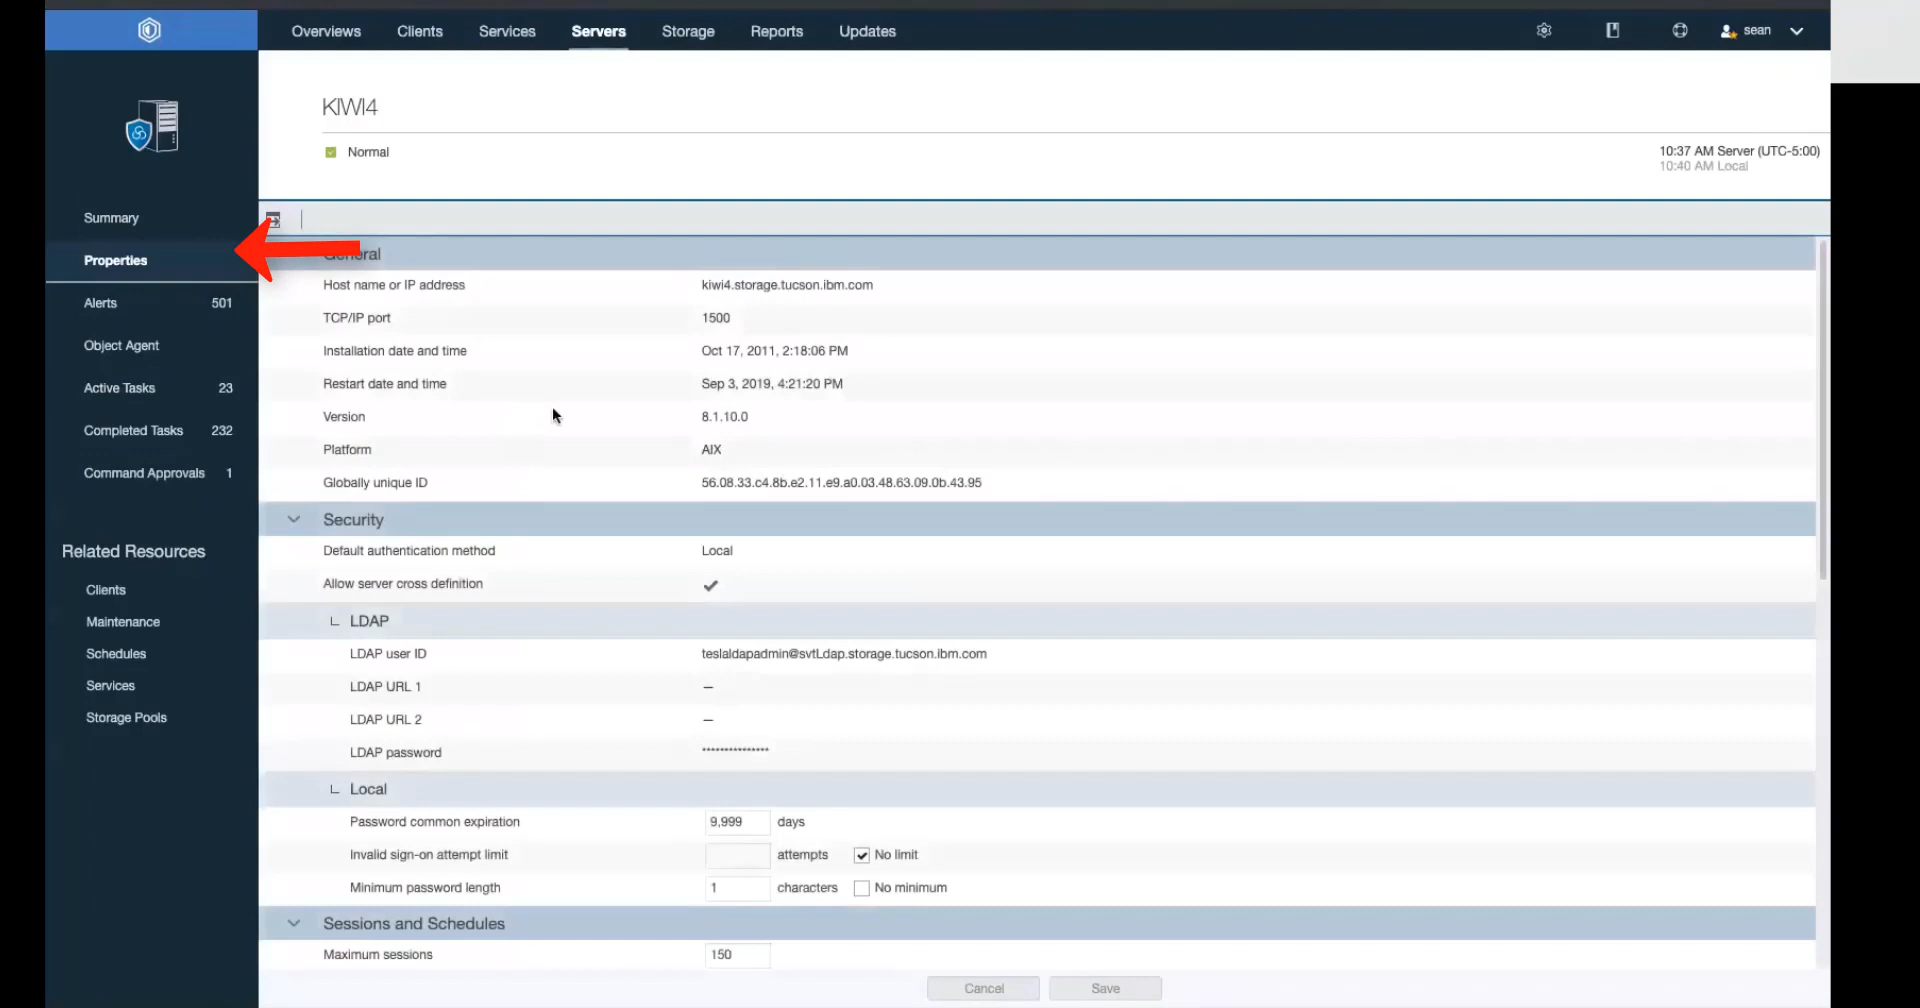 Overviews Clients Services Servers Storage Reports Updates sean
KIWI4
Normal
10:37 AM Server (UTC-5:00)
10:40 AM Local
Summary
Properties
Alerts 501
Object Agent
Active Tasks 23
Completed Tasks 232
Command Approvals 1
Related Resources
Clients
Maintenance
Schedules
Services
Storage Pools
General
Host name or IP address kiwi4.storage.tucson.ibm.com
TCP/IP port 1500
Installation date and time Oct 17, 2011, 2:18:06 PM
Restart date and time Sep 3, 2019, 4:21:20 PM
Version 8.1.10.0
Platform AIX
Globally unique ID 56.08.33.c4.8b.e2.11.e9.a0.03.48.63.09.0b.43.95
Security
Default authentication method Local
Allow server cross definition
LDAP
LDAP user ID teslaldapadmin@svtLdap.storage.tucson.ibm.com
LDAP URL 1 –
LDAP URL 2 –
LDAP password ***************
Local
Password common expiration 9,999 days
Invalid sign-on attempt limit attempts No limit
Minimum password length 1 characters No minimum
Sessions and Schedules
Maximum sessions 150
Cancel Save